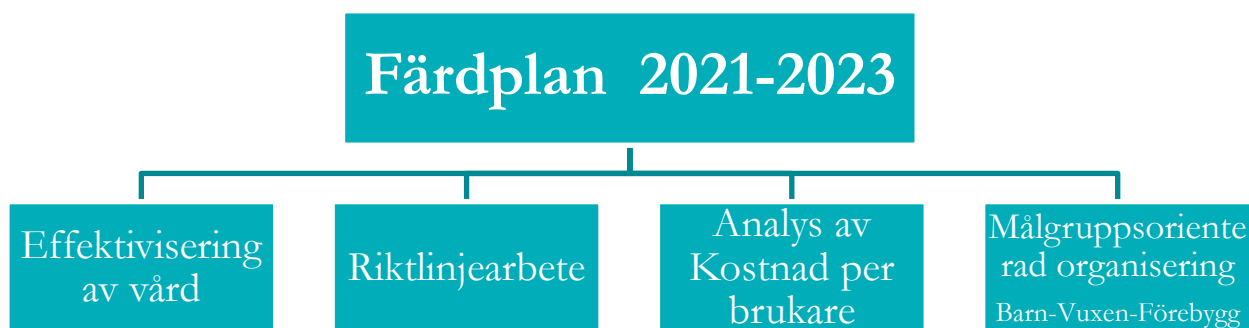 Färdplan 2021-2023
Effektivisering
av vård
Riktlinjearbete
Analys av
Kostnad per
brukare
Målgruppsoriente
rad organisering
Barn-Vuxen-Förebygg